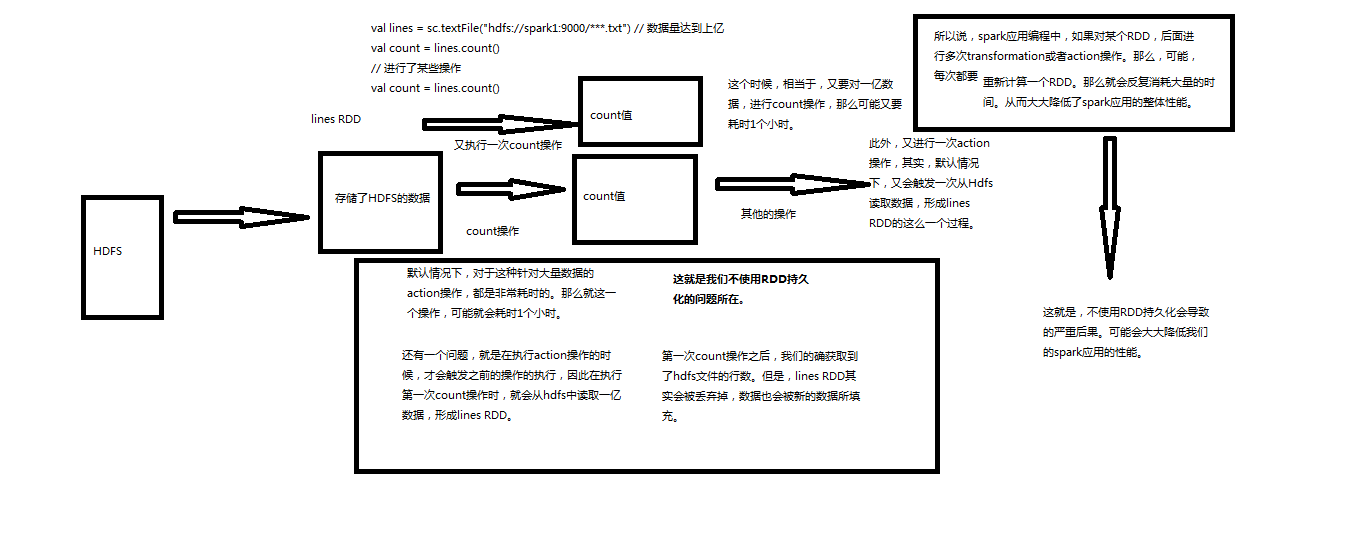 val lines = sc.textFile("hdfs://spark1:9000/***.txt") // 数据量达到上亿
val count = lines.count()
// 进行了某些操作
val count = lines.count()
所以说，spark应用编程中，如果对某个RDD，后面进
行多次transformation或者action操作。那么，可能，
每次都要
重新计算一个RDD。那么就会反复消耗大量的时
间。从而大大降低了spark应用的整体性能。
lines RDD
count值
又执行一次count操作
这个时候，相当于，又要对一亿数
据，进行count操作，那么可能又要
耗时1个小时。
HDFS
存储了HDFS的数据
count操作
count值
其他的操作
此外，又进行一次action
操作，其实，默认情况
下，又会触发一次从Hdfs
读取数据，形成lines
RDD的这么一个过程。
默认情况下，对于这种针对大量数据的
action操作，都是非常耗时的。那么就这一
个操作，可能就会耗时1个小时。
这就是我们不使用RDD持久
化的问题所在。
还有一个问题，就是在执行action操作的时
候，才会触发之前的操作的执行，因此在执行
第一次count操作时，就会从hdfs中读取一亿
数据，形成lines RDD。
第一次count操作之后，我们的确获取到
了hdfs文件的行数。但是，lines RDD其
实会被丢弃掉，数据也会被新的数据所填
充。
这就是，不使用RDD持久化会导致
的严重后果。可能会大大降低我们
的spark应用的性能。